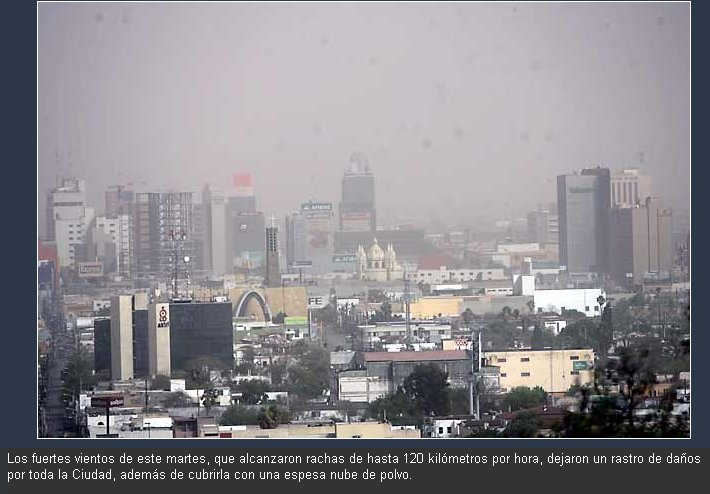 Los fuertes vientos de este martes, que alcanzaron rachas de hasta 120 kilómetros por hora, dejaron un rastro de daños
por toda la Ciudad, además de cubrirla con una espesa nube de polvo.